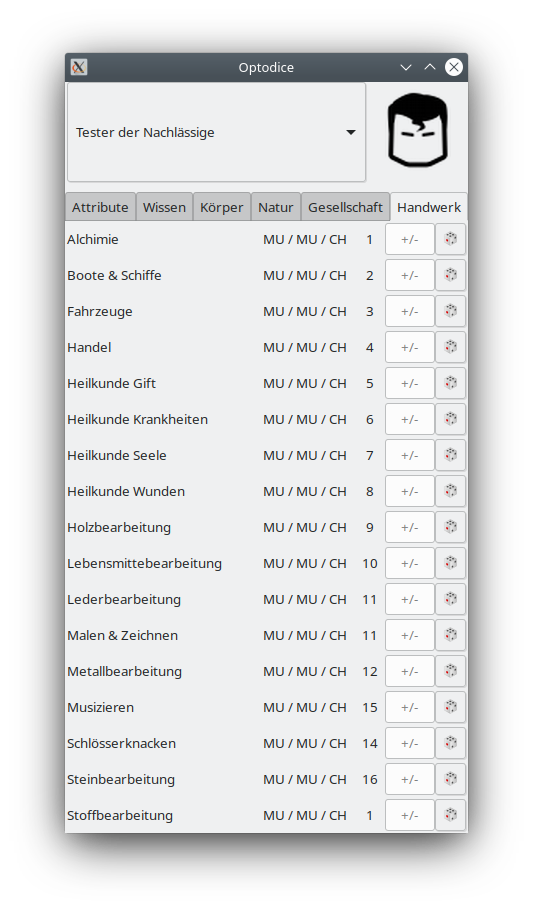 Optodice
Tester der Nachlässige
Attribute Wissen Körper Natur Gesellschaft Handwerk
Alchimie MU / MU / CH 1 +/-
Boote & Schiffe MU / MU / CH 2 +/-
Fahrzeuge MU / MU / CH 3 +/-
Handel MU / MU / CH 4 +/-
Heilkunde Gift MU / MU / CH 5 +/-
Heilkunde Krankheiten MU / MU / CH 6 +/-
Heilkunde Seele MU / MU / CH 7 +/-
Heilkunde Wunden MU / MU / CH 8 +/-
Holzbearbeitung MU / MU / CH 9 +/-
Lebensmittebearbeitung MU / MU / CH 10 +/-
Lederbearbeitung MU / MU / CH 11 +/-
Malen & Zeichnen MU / MU / CH 11 +/-
Metallbearbeitung MU / MU / CH 12 +/-
Musizieren MU / MU / CH 15 +/-
Schlösserknacken MU / MU / CH 14 +/-
Steinbearbeitung MU / MU / CH 16 +/-
Stoffbearbeitung MU / MU / CH 1 +/-